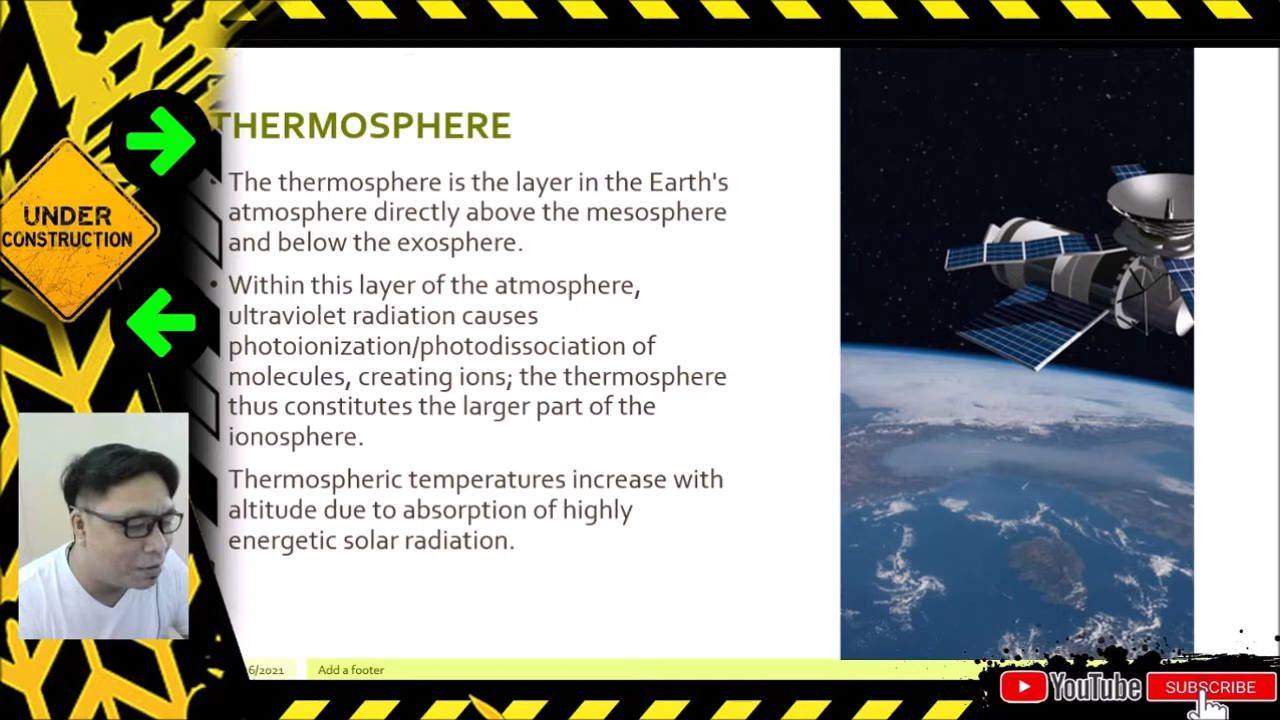 THERMOSPHERE
• The thermosphere is the layer in the Earth's
atmosphere directly above the mesosphere
and below the exosphere.
• Within this layer of the atmosphere,
ultraviolet radiation causes
photoionization/photodissociation of
molecules, creating ions; the thermosphere
thus constitutes the larger part of the
ionosphere.
Thermospheric temperatures increase with
altitude due to absorption of highly
energetic solar radiation.
UNDER
CONSTRUCTION
6/2021
Add a footer
YouTube
SUBSCRIBE